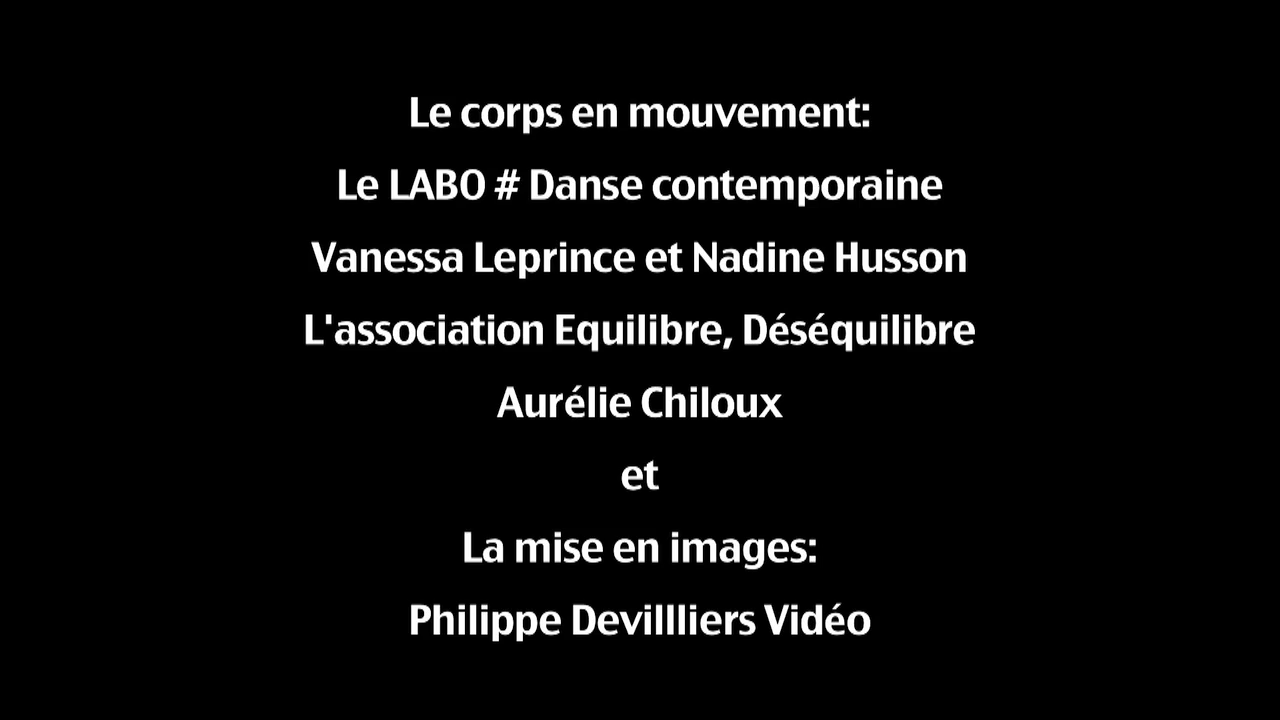 Le corps en mouvement:
Le LABO # Danse contemporaine
Vanessa Leprince et Nadine Husson
L'association Equilibre, Déséquilibre
Aurélie Chiloux
et
La mise en images:
Philippe Devillliers Vidéo